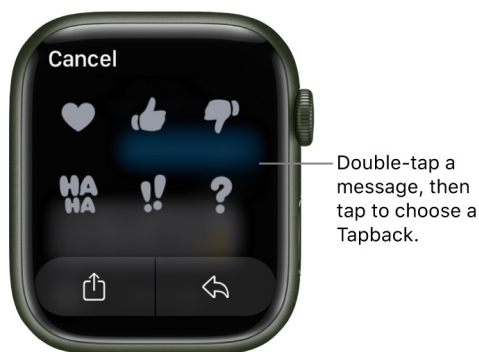 Cancel
HA
HA
!!
?
Double-tap a
message, then
tap to choose a
Tapback.